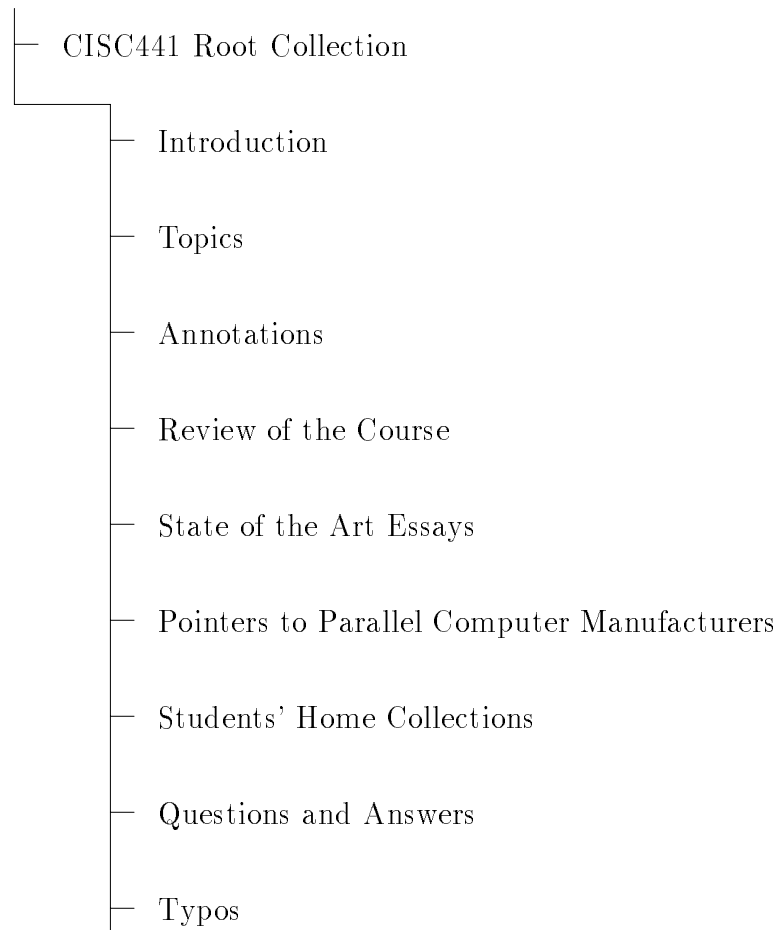 CISC441 Root Collection
Introduction
Topics
Annotations
Review of the Course
State of the Art Essays
Pointers to Parallel Computer Manufacturers
Students' Home Collections
Questions and Answers
Typos